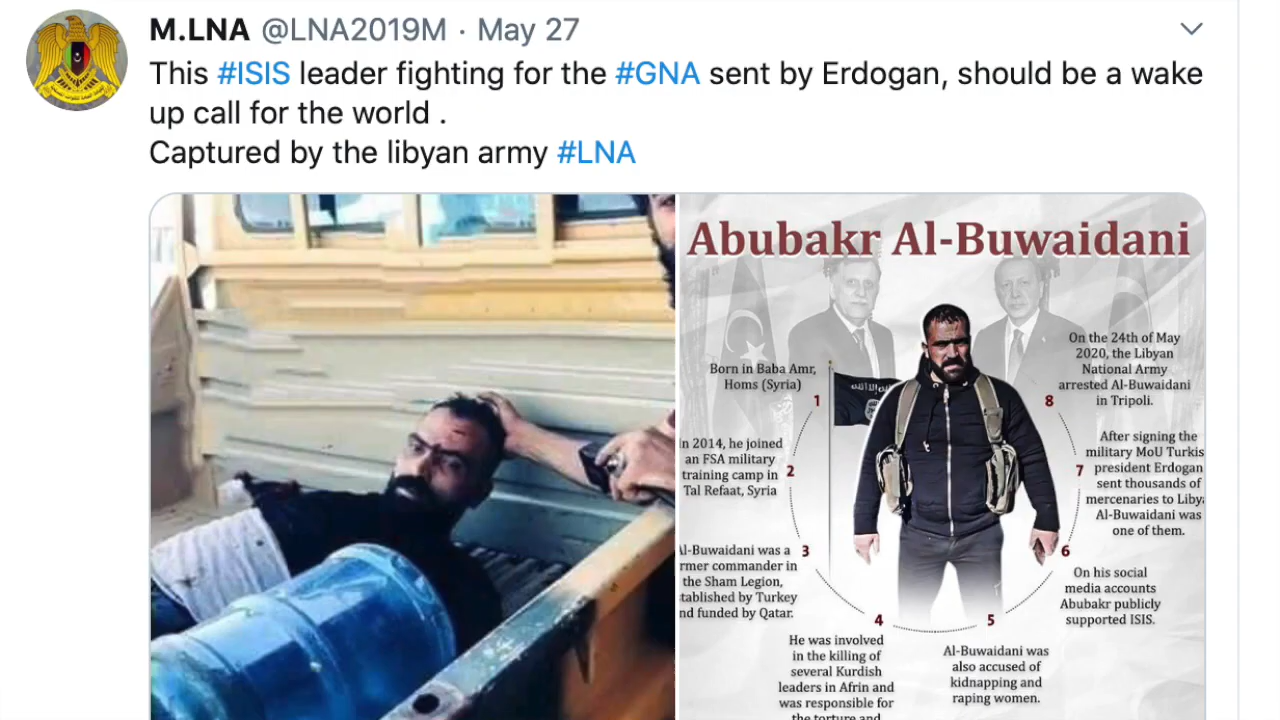 M.LNA @LNA2019M · May 27
This #ISIS leader fighting for the #GNA sent by Erdogan, should be a wake
up call for the world .
Captured by the libyan army #LNA
Abubakr Al-Buwaidani
Born in Baba Amr,
Homs (Syria)
1
In 2014, he joined
an FSA military
training camp in
Tal Refaat, Syria
2
Al-Buwaidani was a
rmer commander in
the Sham Legion,
tablished by Turkey
nd funded by Qatar.
3
4
He was involved
in the killing of
several Kurdish
leaders in Afrin and
was responsible for
the torture and
5
Al-Buwaidani was
also accused of
kidnapping and
raping women.
6
On his social
media accounts
Abubakr publicly
supported ISIS.
7
After signing the
military MoU Turkis
president Erdogan
sent thousands of
mercenaries to Liby
Al-Buwaidani was
one of them.
8
On the 24th of May
2020, the Libyan
National Army
arrested Al-Buwaidani
in Tripoli.